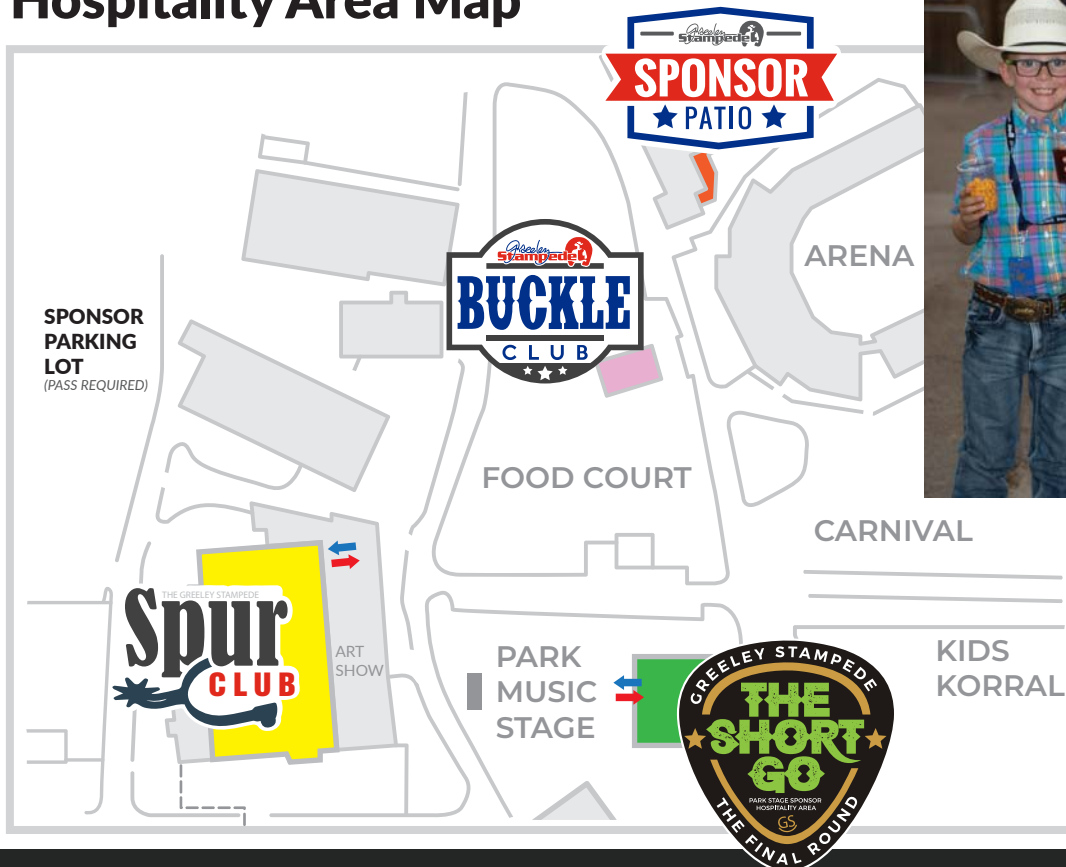 Hospitality Area Map
Greeley
Stampede
SPONSOR
PATIO
ARENA
Greeley
Stampede
BUCKLE
CLUB
SPONSOR
PARKING
LOT
(PASS REQUIRED)
FOOD COURT
CARNIVAL
THE GREELEY STAMPEDE
Spur
CLUB
ART
SHOW
PARK
MUSIC
STAGE
KIDS
KORRAL
GREELEY STAMPEDE
THE
SHORT
GO
PARK STAGE SPONSOR
HOSPITALITY AREA
GS
THE FINAL ROUND